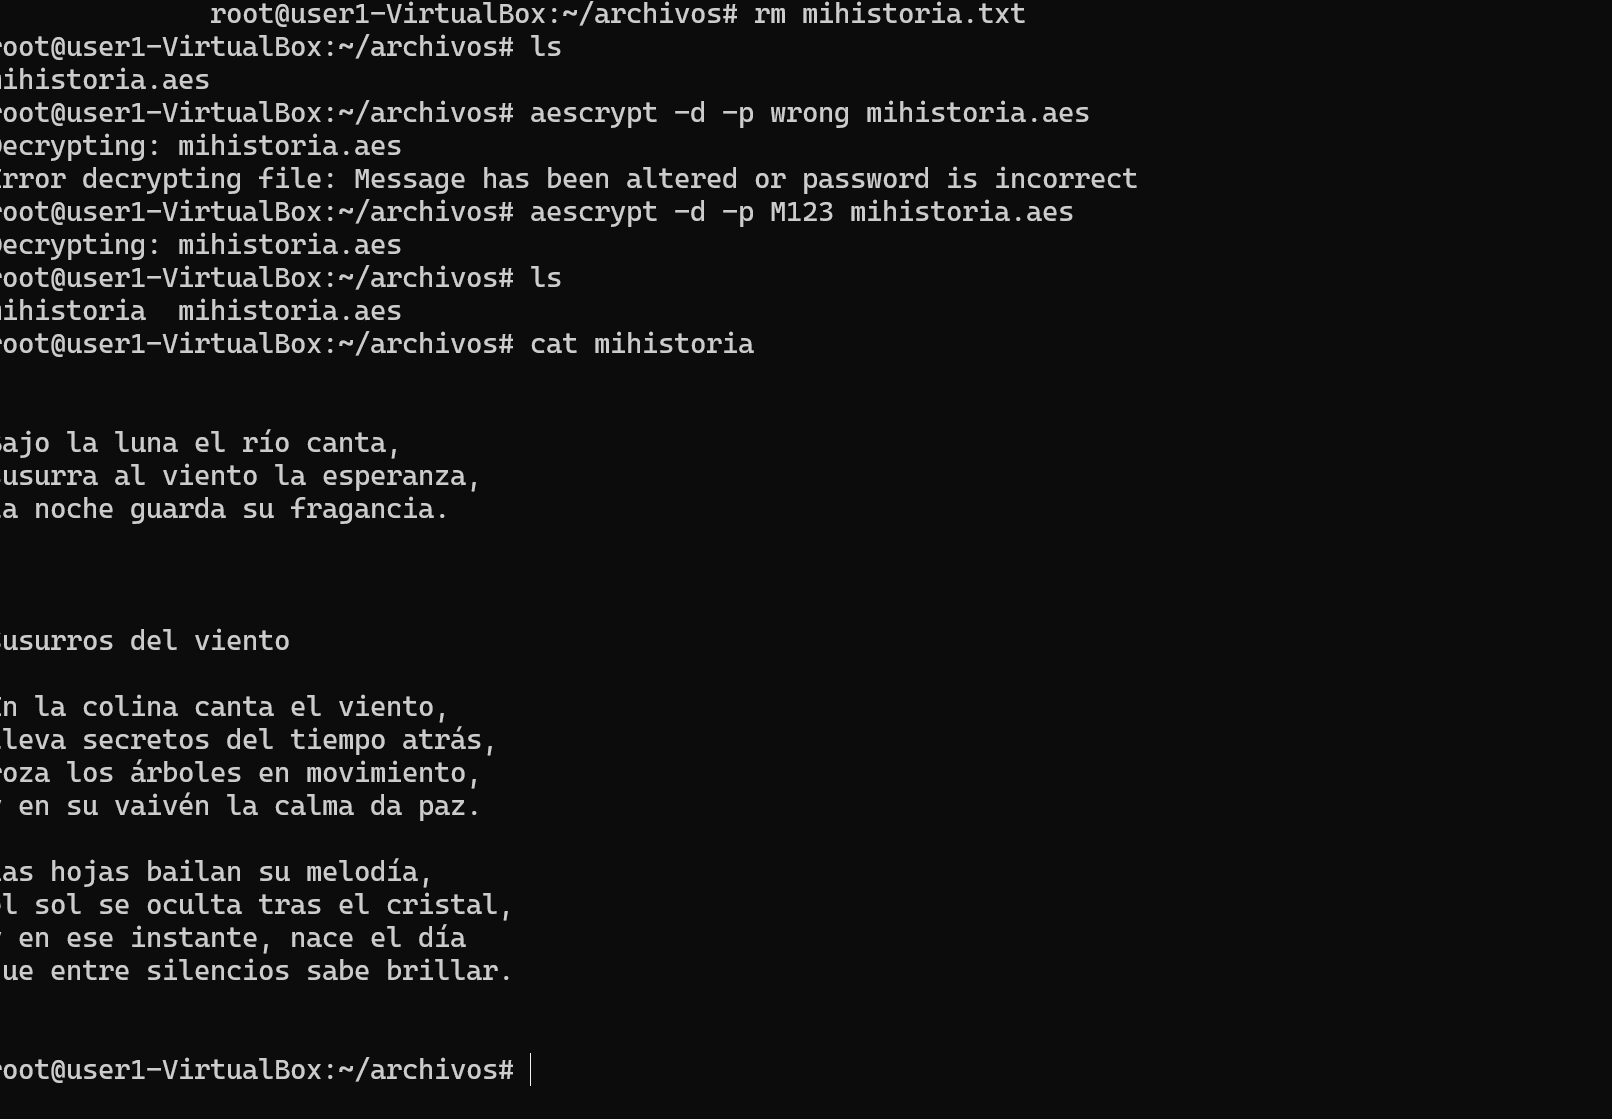 root@user1-VirtualBox:~/archivos# rm mihistoria.txt
root@user1-VirtualBox:~/archivos# ls
mihistoria.aes
root@user1-VirtualBox:~/archivos# aescrypt -d -p wrong mihistoria.aes
Decrypting: mihistoria.aes
Error decrypting file: Message has been altered or password is incorrect
root@user1-VirtualBox:~/archivos# aescrypt -d -p M123 mihistoria.aes
Decrypting: mihistoria.aes
root@user1-VirtualBox:~/archivos# ls
mihistoria  mihistoria.aes
root@user1-VirtualBox:~/archivos# cat mihistoria
Bajo la luna el río canta,
susurra al viento la esperanza,
la noche guarda su fragancia.
Susurros del viento
En la colina canta el viento,
lleva secretos del tiempo atrás,
roza los árboles en movimiento,
y en su vaivén la calma da paz.
Las hojas bailan su melodía,
el sol se oculta tras el cristal,
y en ese instante, nace el día
que entre silencios sabe brillar.
root@user1-VirtualBox:~/archivos#